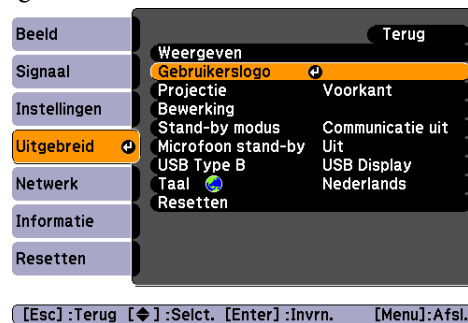 Beeld
Signaal
Instellingen
Uitgebreid
Netwerk
Informatie
Resetten
Terug
Weergeven
Gebruikerslogo
Projectie Voorkant
Bewerking
Stand-by modus Communicatie uit
Microfoon stand-by Uit
USB Type B USB Display
Taal Nederlands
Resetten
[Esc] :Terug [◆] :Selct. [Enter] :Invrn. [Menu]:Afsl.